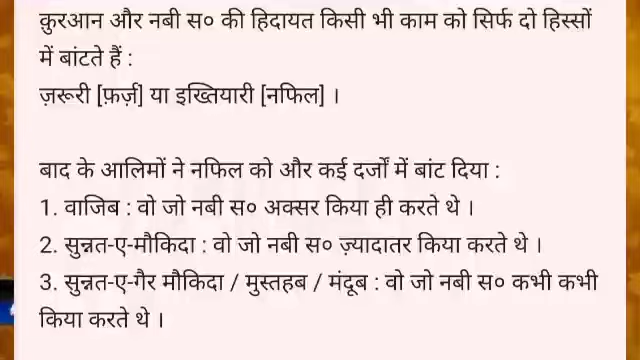 क़ुरआन और नबी स० की हिदायत किसी भी काम को सिर्फ दो हिस्सों
में बांटते हैं :
ज़रूरी [फ़र्ज़] या इख्तियारी [नफिल] ।
बाद के आलिमों ने नफिल को और कई दर्जों में बांट दिया :
1. वाजिब : वो जो नबी स० अक्सर किया ही करते थे ।
2. सुन्नत-ए-मौकिदा : वो जो नबी स० ज़्यादातर किया करते थे ।
3. सुन्नत-ए-गैर मौकिदा / मुस्तहब / मंदूब : वो जो नबी स० कभी कभी
किया करते थे ।